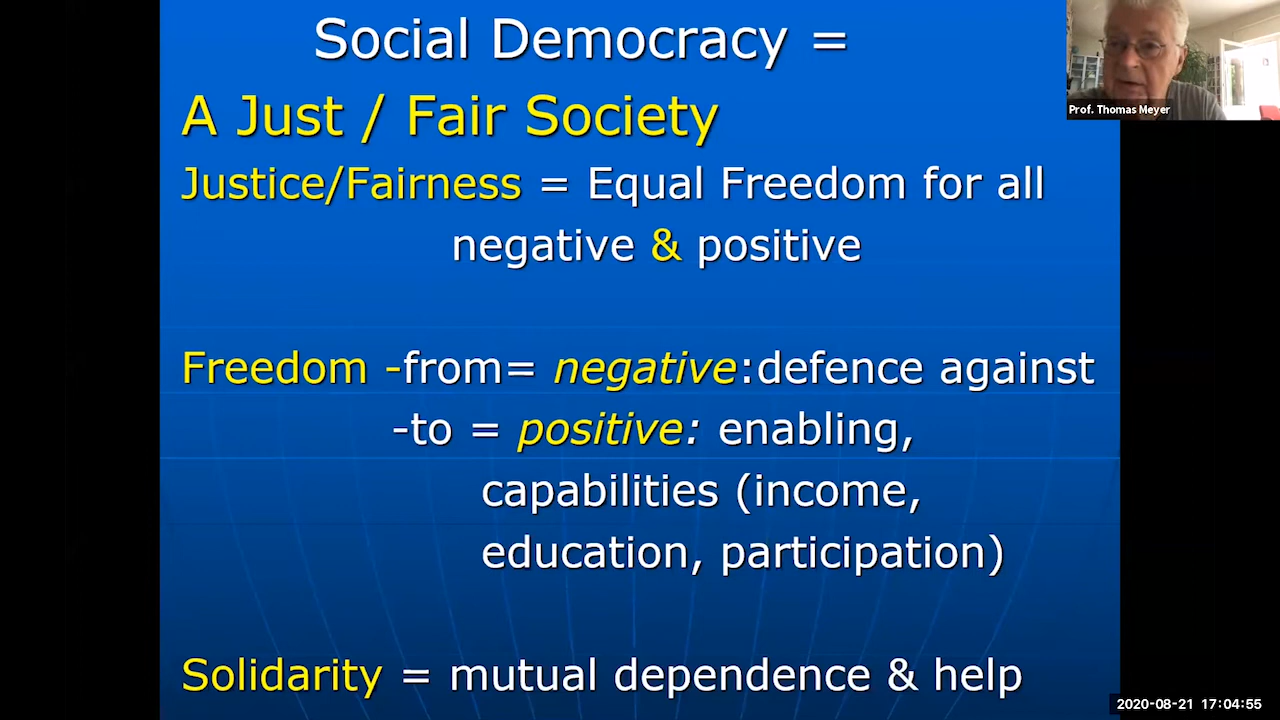 Social Democracy =
A Just / Fair Society
Justice/Fairness = Equal Freedom for all
negative & positive
Freedom -from= negative:defence against
-to = positive: enabling,
capabilities (income,
education, participation)
Solidarity = mutual dependence & help
Prof. Thomas Meyer
2020-08-21 17:04:55